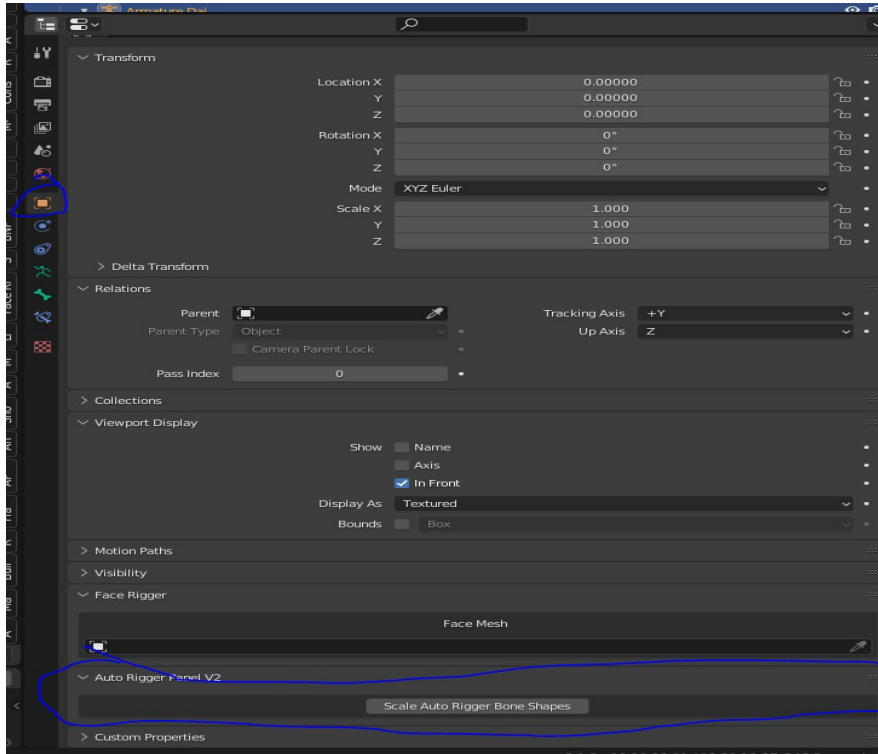 Armature Dai
Transform
Location X 0.00000
Y 0.00000
Z 0.00000
Rotation X 0°
Y 0°
Z 0°
Mode XYZ Euler
Scale X 1.000
Y 1.000
Z 1.000
Delta Transform
Relations
Parent Tracking Axis +Y
Parent Type Object Up Axis Z
Camera Parent Lock
Pass Index 0
Collections
Viewport Display
Show Name
Axis
In Front
Display As Textured
Bounds Box
Motion Paths
Visibility
Face Rigger
Face Mesh
Auto Rigger Panel V2
Scale Auto Rigger Bone Shapes
Custom Properties